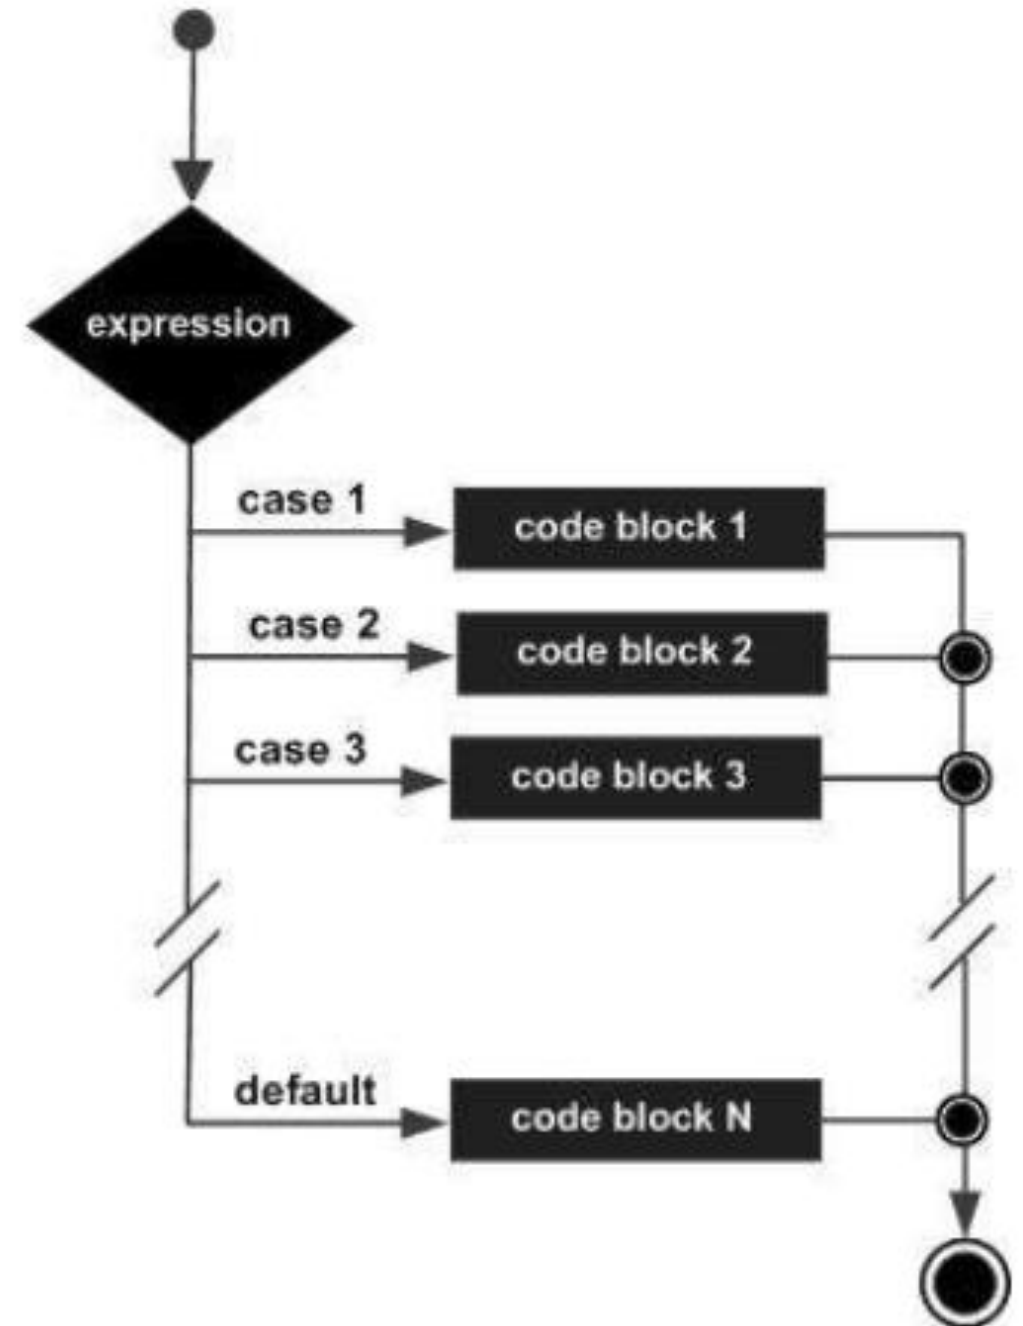 expression
case 1
code block 1
case 2
code block 2
case 3
code block 3
default
code block N